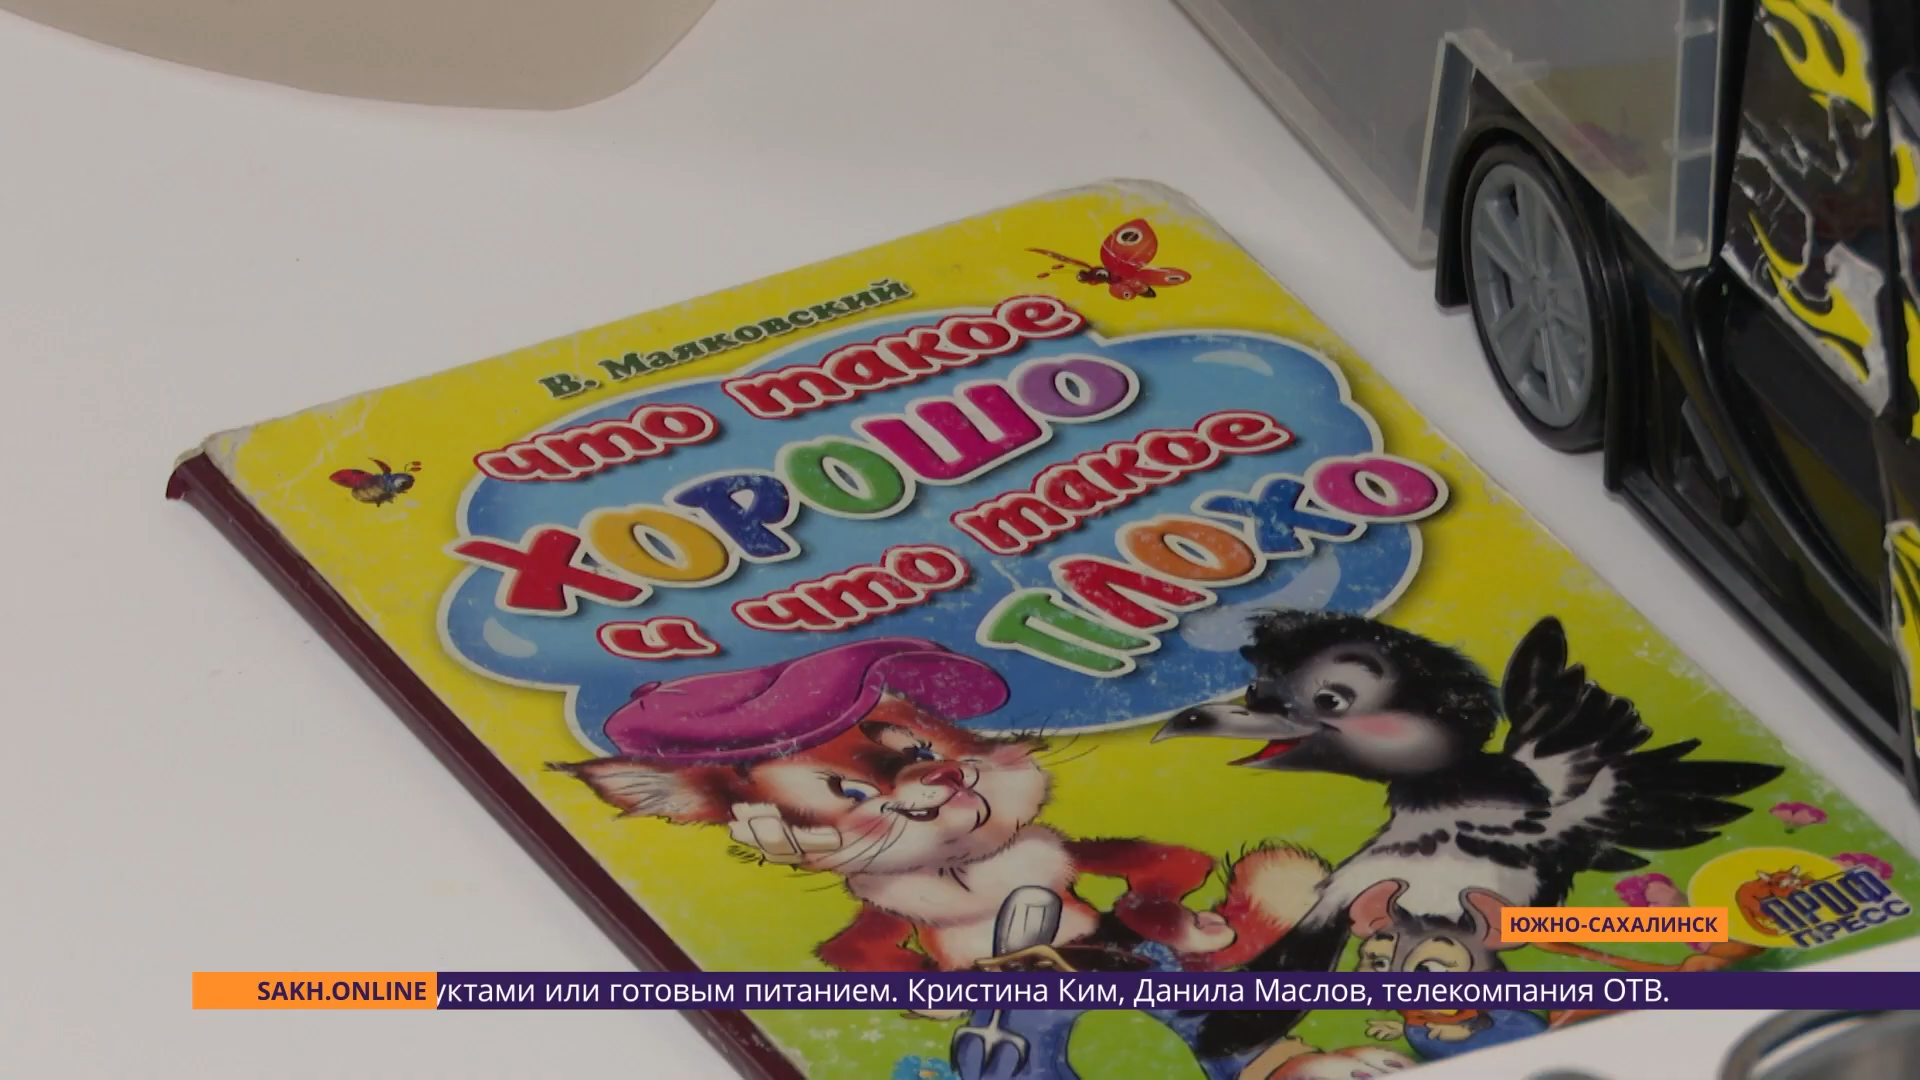 В. Маяковский
что такое
ХОРОШО
и что такое
ПЛОХО
ПРОФ
ПРЕСС
ЮЖНО-САХАЛИНСК
SAKH.ONLINE
уктами или готовым питанием. Кристина Ким, Данила Маслов, телекомпания ОТВ.